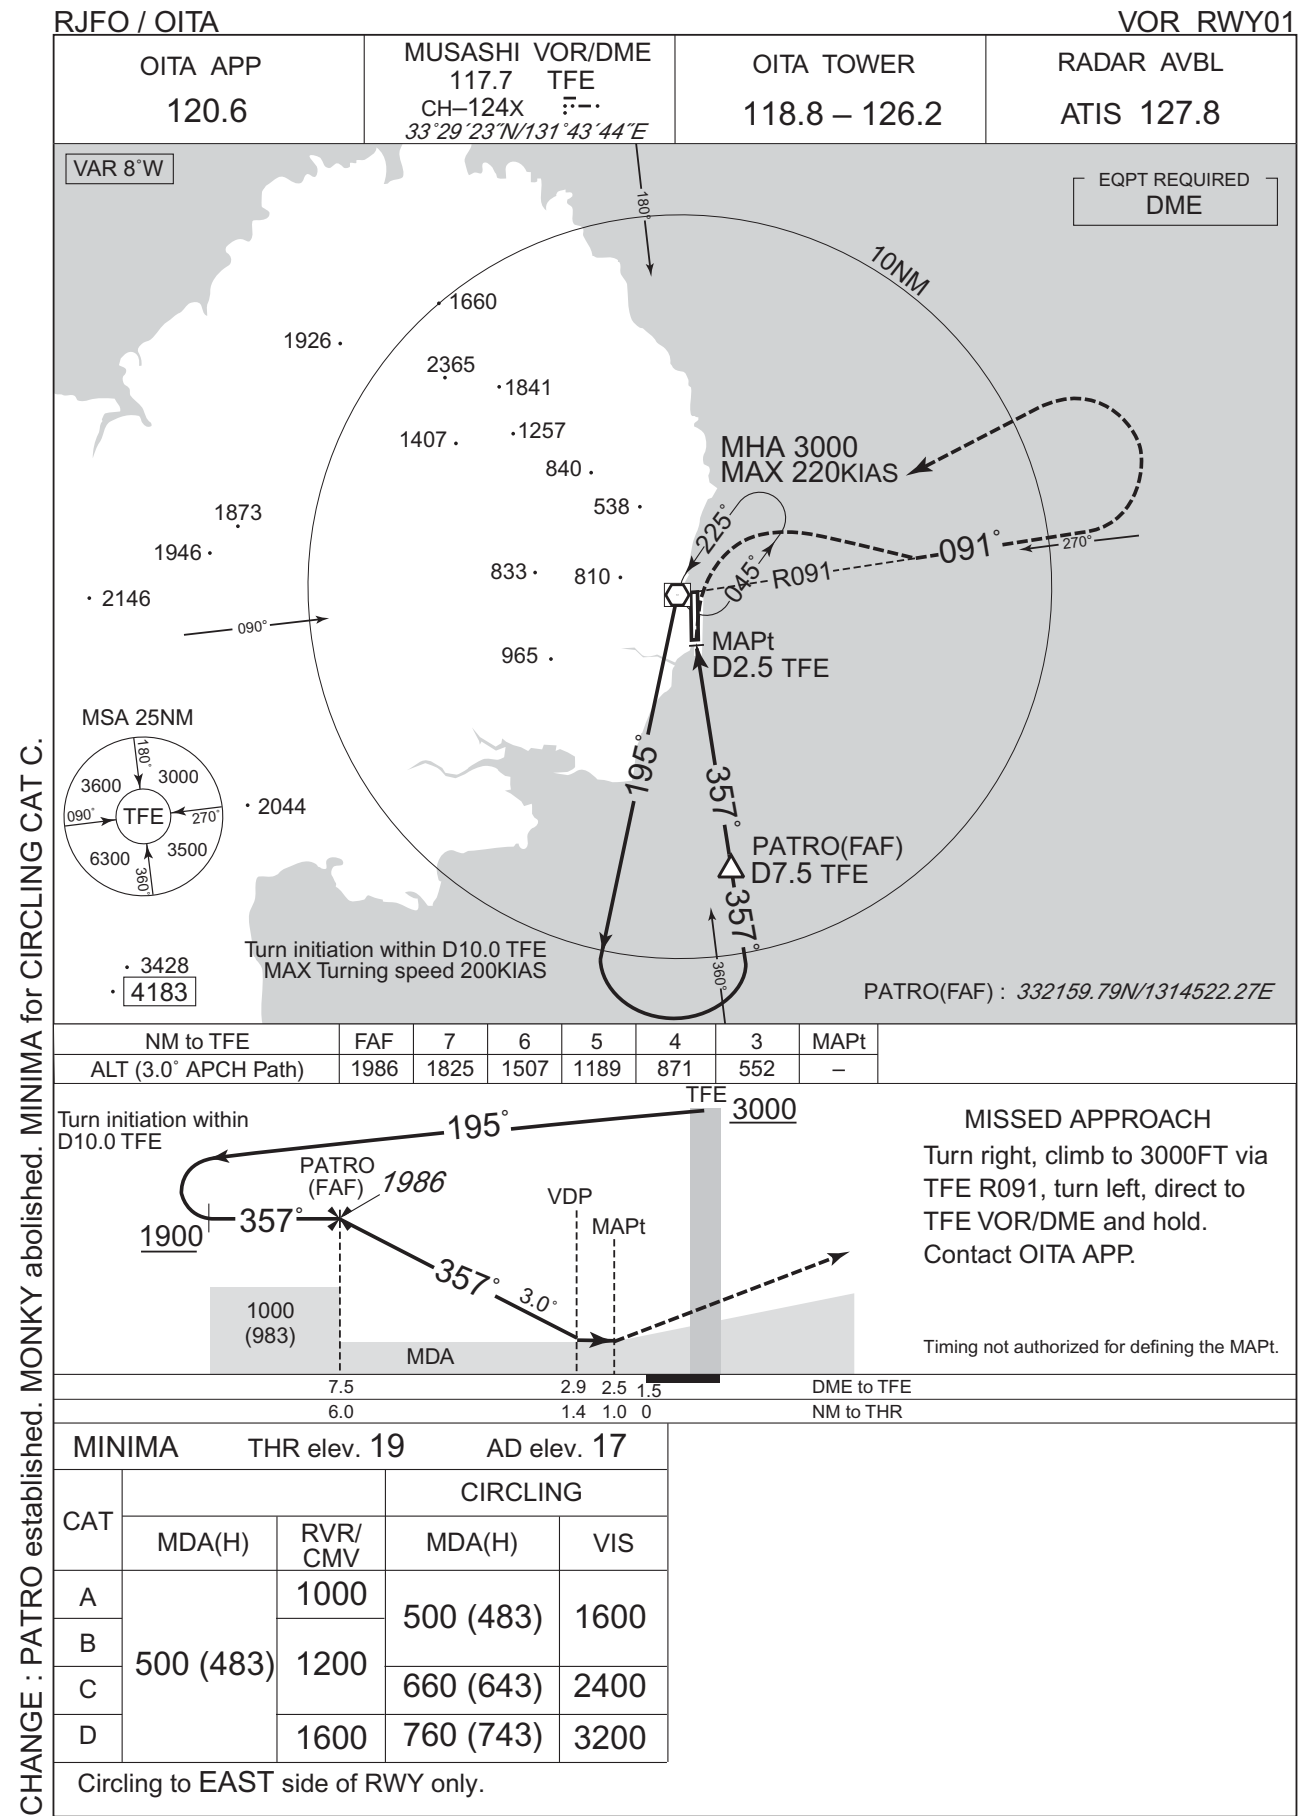 RJFO / OITA
VOR RWY01
OITA APP
120.6
MUSASHI VOR/DME
117.7 TFE
CH–124X
33°29′23″N/131°43′44″E
OITA TOWER
118.8 – 126.2
RADAR AVBL
ATIS 127.8
VAR 8°W
EQPT REQUIRED
DME
180°
10NM
1660
1926
2365
1841
1407
1257
840
538
MHA 3000
MAX 220KIAS
1873
1946
2146
833
810
225°
045°
R091
091°
270°
090°
965
MAPt
D2.5 TFE
MSA 25NM
180°
3600
3000
090°
TFE
270°
6300
3500
360°
2044
195°
357°
PATRO(FAF)
D7.5 TFE
357°
360°
Turn initiation within D10.0 TFE
MAX Turning speed 200KIAS
3428
4183
PATRO(FAF) : 332159.79N/1314522.27E
NM to TFE FAF 7 6 5 4 3 MAPt
ALT (3.0° APCH Path) 1986 1825 1507 1189 871 552 –
Turn initiation within
D10.0 TFE
195°
TFE
3000
PATRO
(FAF)
1986
VDP
MAPt
1900
357°
357°
3.0°
1000
(983)
MDA
MISSED APPROACH
Turn right, climb to 3000FT via
TFE R091, turn left, direct to
TFE VOR/DME and hold.
Contact OITA APP.
Timing not authorized for defining the MAPt.
7.5 2.9 2.5 1.5 DME to TFE
6.0 1.4 1.0 0 NM to THR
MINIMA THR elev. 19 AD elev. 17
CAT
CIRCLING
MDA(H)
RVR/
CMV
MDA(H)
VIS
A
B
C
D
500 (483)
1000
1200
1600
500 (483) 1600
660 (643) 2400
760 (743) 3200
Circling to EAST side of RWY only.
CHANGE : PATRO established. MONKY abolished. MINIMA for CIRCLING CAT C.